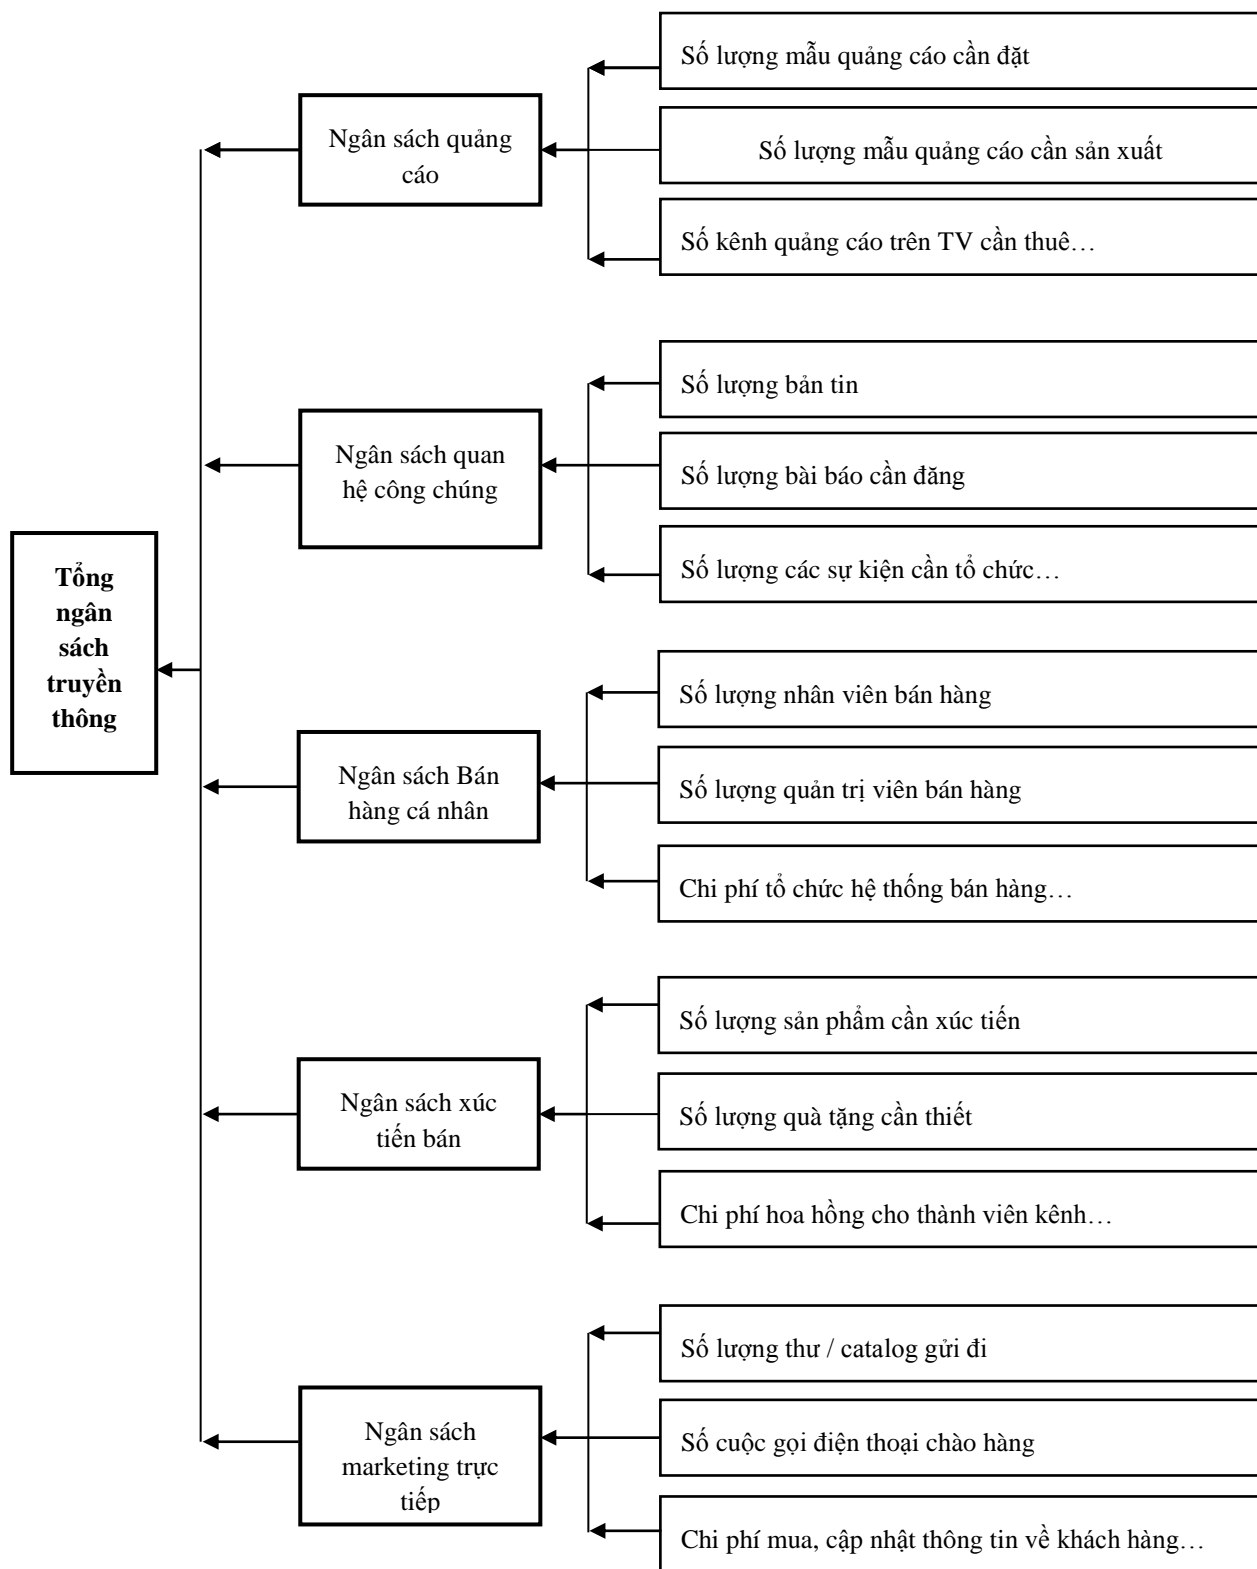 Số lượng mẫu quảng cáo cần đặt
Ngân sách quảng
cáo
Số lượng mẫu quảng cáo cần sản xuất
Số kênh quảng cáo trên TV cần thuê…
Số lượng bản tin
Ngân sách quan
hệ công chúng
Số lượng bài báo cần đăng
Số lượng các sự kiện cần tổ chức…
Tổng
ngân
sách
truyền
thông
Số lượng nhân viên bán hàng
Ngân sách Bán
hàng cá nhân
Số lượng quản trị viên bán hàng
Chi phí tổ chức hệ thống bán hàng…
Số lượng sản phẩm cần xúc tiến
Ngân sách xúc
tiến bán
Số lượng quà tặng cần thiết
Chi phí hoa hồng cho thành viên kênh…
Số lượng thư / catalog gửi đi
Ngân sách
marketing trực
tiếp
Số cuộc gọi điện thoại chào hàng
Chi phí mua, cập nhật thông tin về khách hàng…